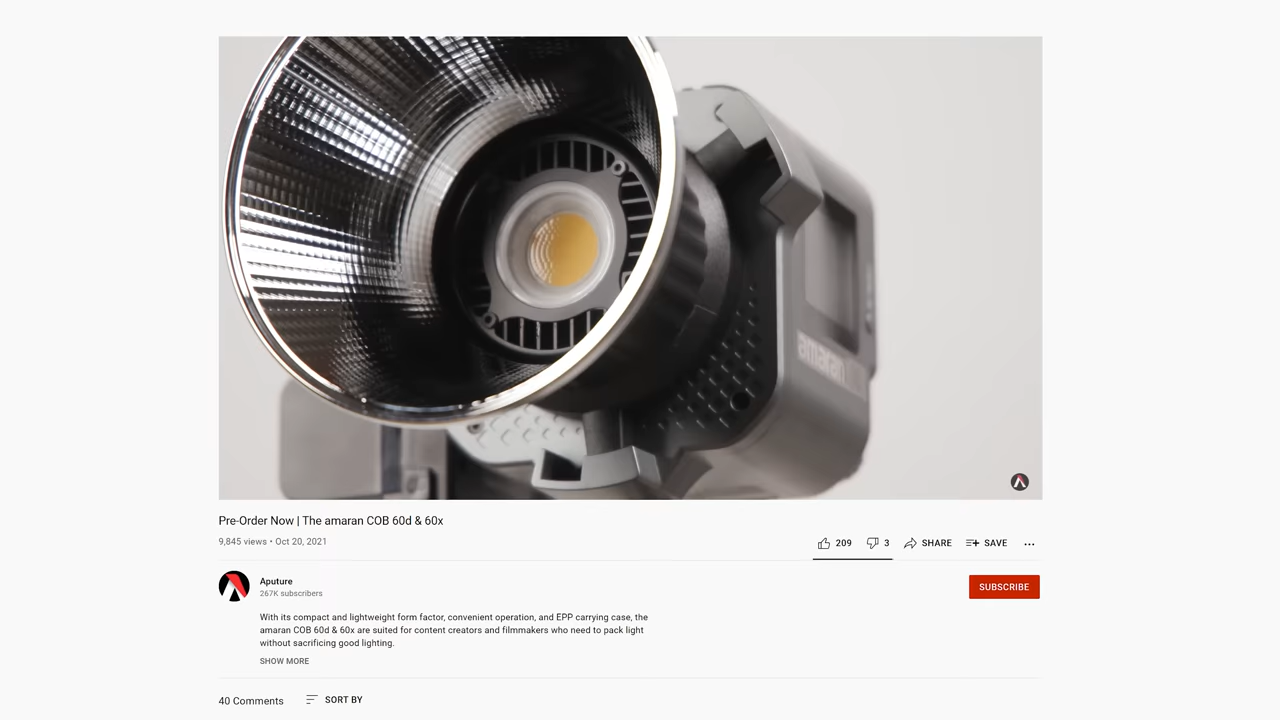 amaran
Pre-Order Now | The amaran COB 60d & 60x
9,845 views • Oct 20, 2021
209
3
SHARE
SAVE
Aputure
267K subscribers
SUBSCRIBE
With its compact and lightweight form factor, convenient operation, and EPP carrying case, the
amaran COB 60d & 60x are suited for content creators and filmmakers who need to pack light
without sacrificing good lighting.
SHOW MORE
40 Comments
SORT BY